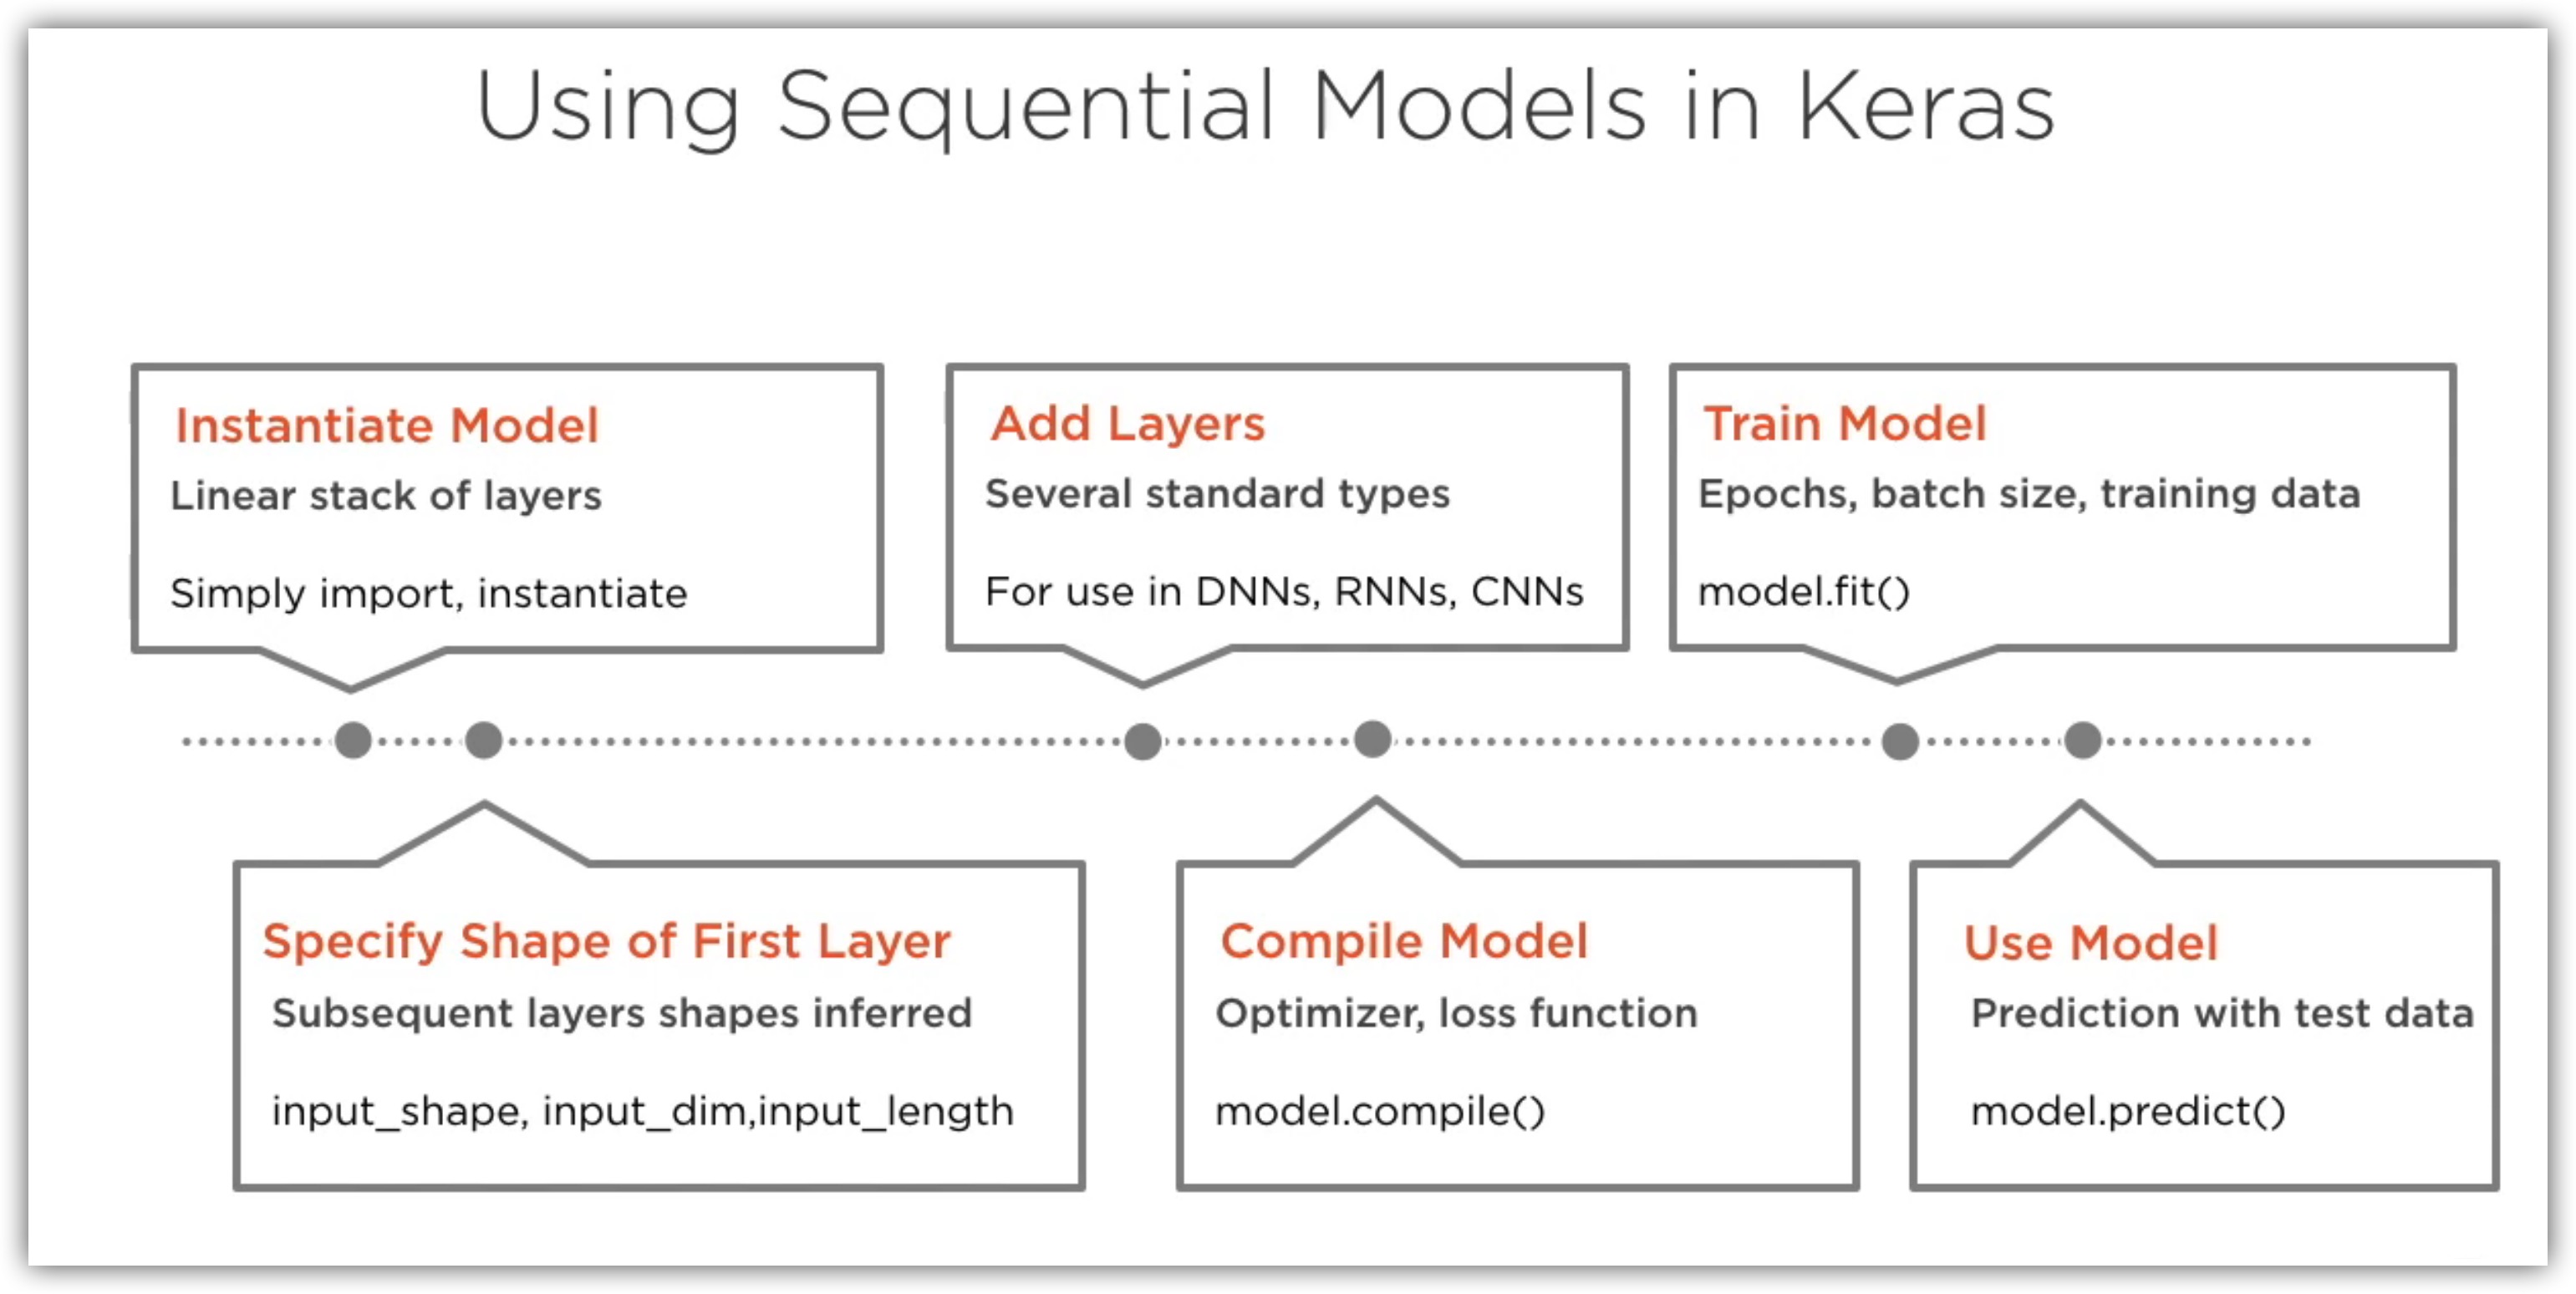 Using Sequential Models in Keras
Instantiate Model
Linear stack of layers
Simply import, instantiate
Specify Shape of First Layer
Subsequent layers shapes inferred
input_shape, input_dim,input_length
Add Layers
Several standard types
For use in DNNs, RNNs, CNNs
Compile Model
Optimizer, loss function
model.compile()
Train Model
Epochs, batch size, training data
model.fit()
Use Model
Prediction with test data
model.predict()